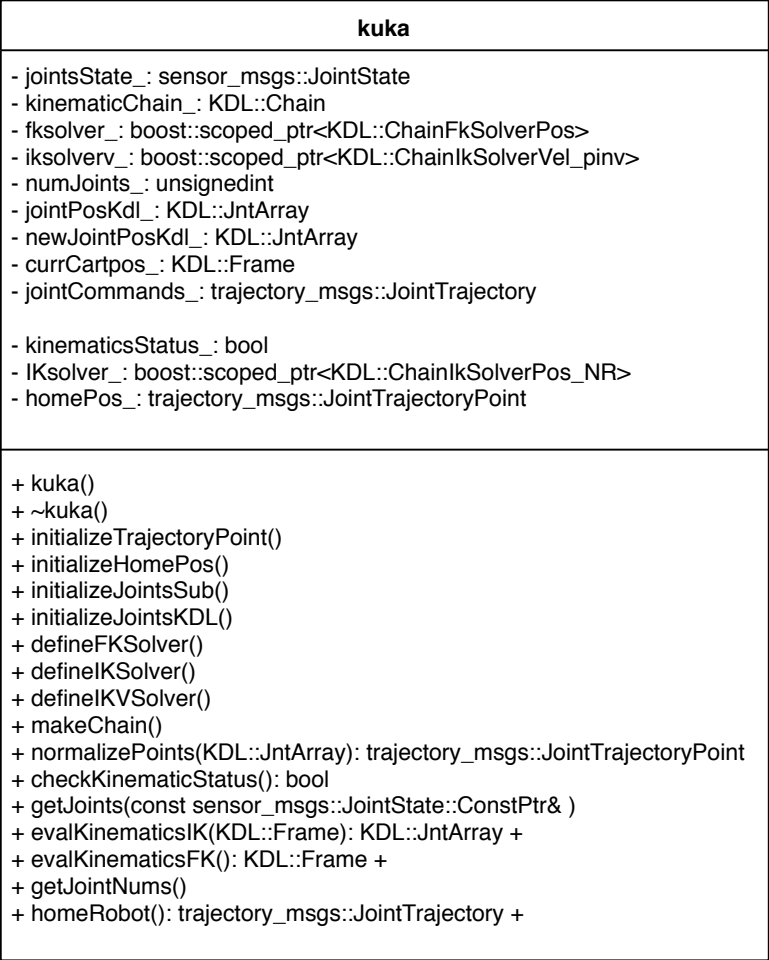 kuka
- jointsState_: sensor_msgs::JointState
- kinematicChain_: KDL::Chain
- fksolver_: boost::scoped_ptr<KDL::ChainFkSolverPos>
- iksolverv_: boost::scoped_ptr<KDL::ChainIkSolverVel_pinv>
- numJoints_: unsignedint
- jointPosKdl_: KDL::JntArray
- newJointPosKdl_: KDL::JntArray
- currCartpos_: KDL::Frame
- jointCommands_: trajectory_msgs::JointTrajectory
- kinematicsStatus_: bool
- IKsolver_: boost::scoped_ptr<KDL::ChainIkSolverPos_NR>
- homePos_: trajectory_msgs::JointTrajectoryPoint
+ kuka()
+ ~kuka()
+ initializeTrajectoryPoint()
+ initializeHomePos()
+ initializeJointsSub()
+ initializeJointsKDL()
+ defineFKSolver()
+ defineIKSolver()
+ defineIKVSolver()
+ makeChain()
+ normalizePoints(KDL::JntArray): trajectory_msgs::JointTrajectoryPoint
+ checkKinematicStatus(): bool
+ getJoints(const sensor_msgs::JointState::ConstPtr& )
+ evalKinematicsIK(KDL::Frame): KDL::JntArray +
+ evalKinematicsFK(): KDL::Frame +
+ getJointNums()
+ homeRobot(): trajectory_msgs::JointTrajectory +